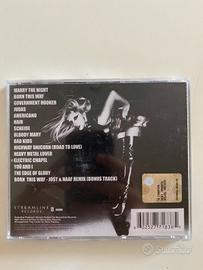 MARRY THE NIGHT
BORN THIS WAY
GOVERNMENT HOOKER
JUDAS
AMERICANO
HAIR
SCHEIßE
BLOODY MARY
BAD KIDS
HIGHWAY UNICORN (ROAD TO LOVE)
HEAVY METAL LOVER
ELECTRIC CHAPEL
YOU AND I
THE EDGE OF GLORY
BORN THIS WAY - JOST & NAAF REMIX (BONUS TRACK)
STREAMLINE
RECORDS
subito